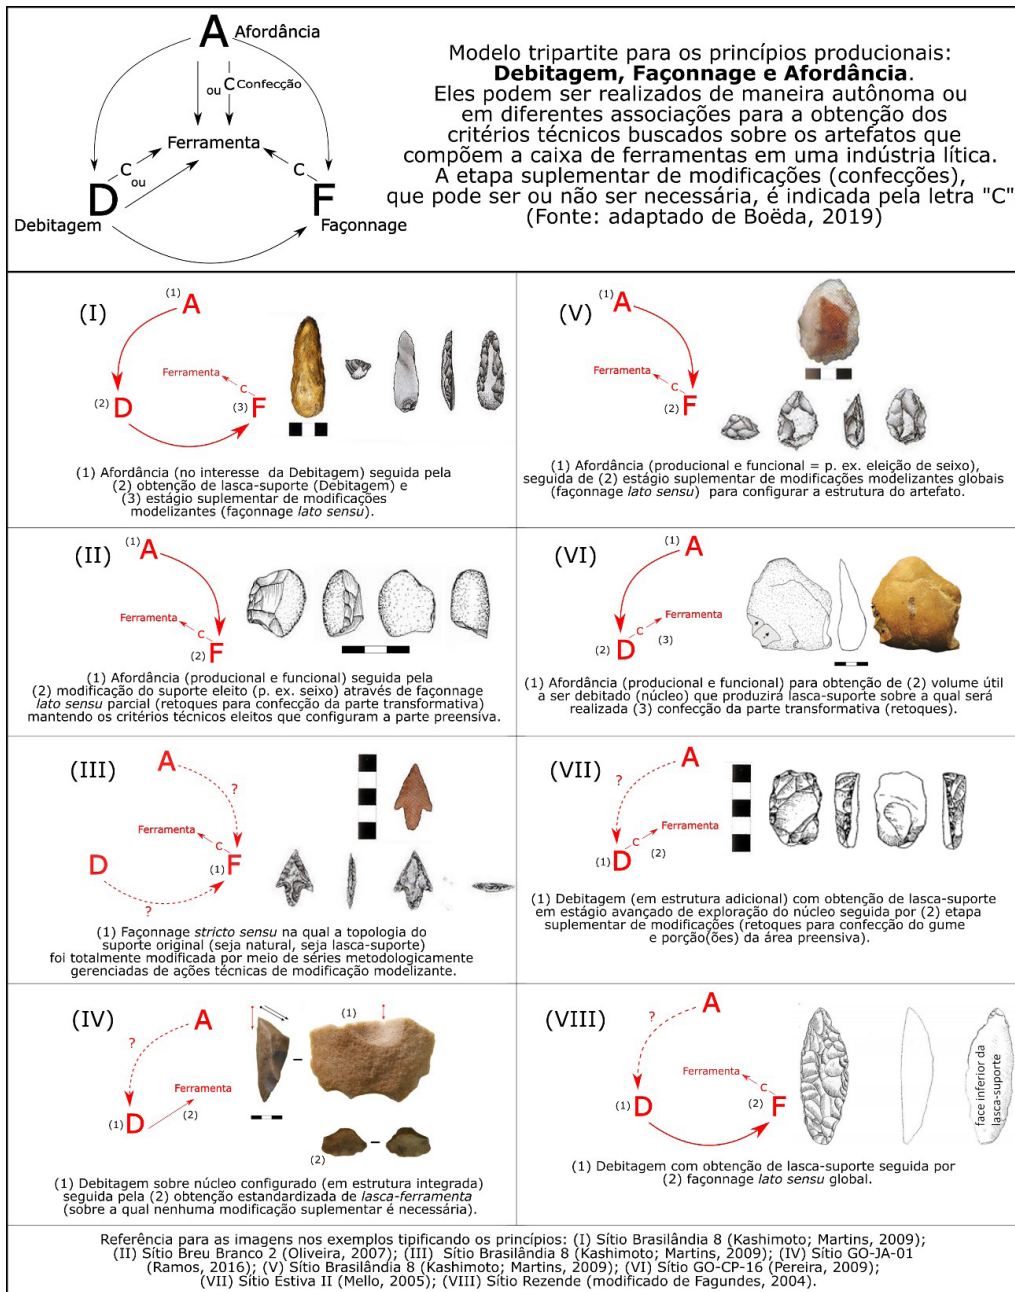 A Afordância
ou C Confecção
Ferramenta
C
ou
C
D
Debitagem
F
Façonnage
Modelo tripartite para os princípios producionais:
Debitagem, Façonnage e Afordância.
Eles podem ser realizados de maneira autônoma ou
em diferentes associações para a obtenção dos
critérios técnicos buscados sobre os artefatos que
compõem a caixa de ferramentas em uma indústria lítica.
A etapa suplementar de modificações (confecções),
que pode ser ou não ser necessária, é indicada pela letra "C"
(Fonte: adaptado de Boëda, 2019)
(I)
(1) A
Ferramenta
C
(2) D
(3) F
(1) Afordância (no interesse da Debitagem) seguida pela
(2) obtenção de lasca-suporte (Debitagem) e
(3) estágio suplementar de modificações
modelizantes (façonnage lato sensu).
(V)
(1) A
Ferramenta
C
(2) F
(1) Afordância (producional e funcional = p. ex. eleição de seixo),
seguida de (2) estágio suplementar de modificações modelizantes globais
(façonnage lato sensu) para configurar a estrutura do artefato.
(II)
(1) A
Ferramenta
C
(2) F
(1) Afordância (producional e funcional) seguida pela
(2) modificação do suporte eleito (p. ex. seixo) através de façonnage
lato sensu parcial (retoques para confecção da parte transformativa)
mantendo os critérios técnicos eleitos que configuram a parte preensiva.
(VI)
(1) A
Ferramenta
C
(2) D
(3)
(1) Afordância (producional e funcional) para obtenção de (2) volume útil
a ser debitado (núcleo) que produzirá lasca-suporte sobre a qual será
realizada (3) confecção da parte transformativa (retoques).
(III)
A
?
Ferramenta
C
D
(1) F
?
(1) Façonnage stricto sensu na qual a topologia do
suporte original (seja natural, seja lasca-suporte)
foi totalmente modificada por meio de séries metodologicamente
gerenciadas de ações técnicas de modificação modelizante.
(VII)
A
?
Ferramenta
C
(1) D
(2)
(1) Debitagem (em estrutura adicional) com obtenção de lasca-suporte
em estágio avançado de exploração do núcleo seguida por (2) etapa
suplementar de modificações (retoques para confecção do gume
e porção(ões) da área preensiva).
(IV)
A
?
Ferramenta
(1) D
(2)
(1)
(2)
(1) Debitagem sobre núcleo configurado (em estrutura integrada)
seguida pela (2) obtenção estandardizada de lasca-ferramenta
(sobre a qual nenhuma modificação suplementar é necessária).
(VIII)
A
?
Ferramenta
C
(1) D
(2) F
face inferior da
lasca-suporte
(1) Debitagem com obtenção de lasca-suporte seguida por
(2) façonnage lato sensu global.
Referência para as imagens nos exemplos tipificando os princípios: (I) Sítio Brasilândia 8 (Kashimoto; Martins, 2009);
(II) Sítio Breu Branco 2 (Oliveira, 2007); (III) Sítio Brasilândia 8 (Kashimoto; Martins, 2009); (IV) Sítio GO-JA-01
(Ramos, 2016); (V) Sítio Brasilândia 8 (Kashimoto; Martins, 2009); (VI) Sítio GO-CP-16 (Pereira, 2009);
(VII) Sítio Estiva II (Mello, 2005); (VIII) Sítio Rezende (modificado de Fagundes, 2004).